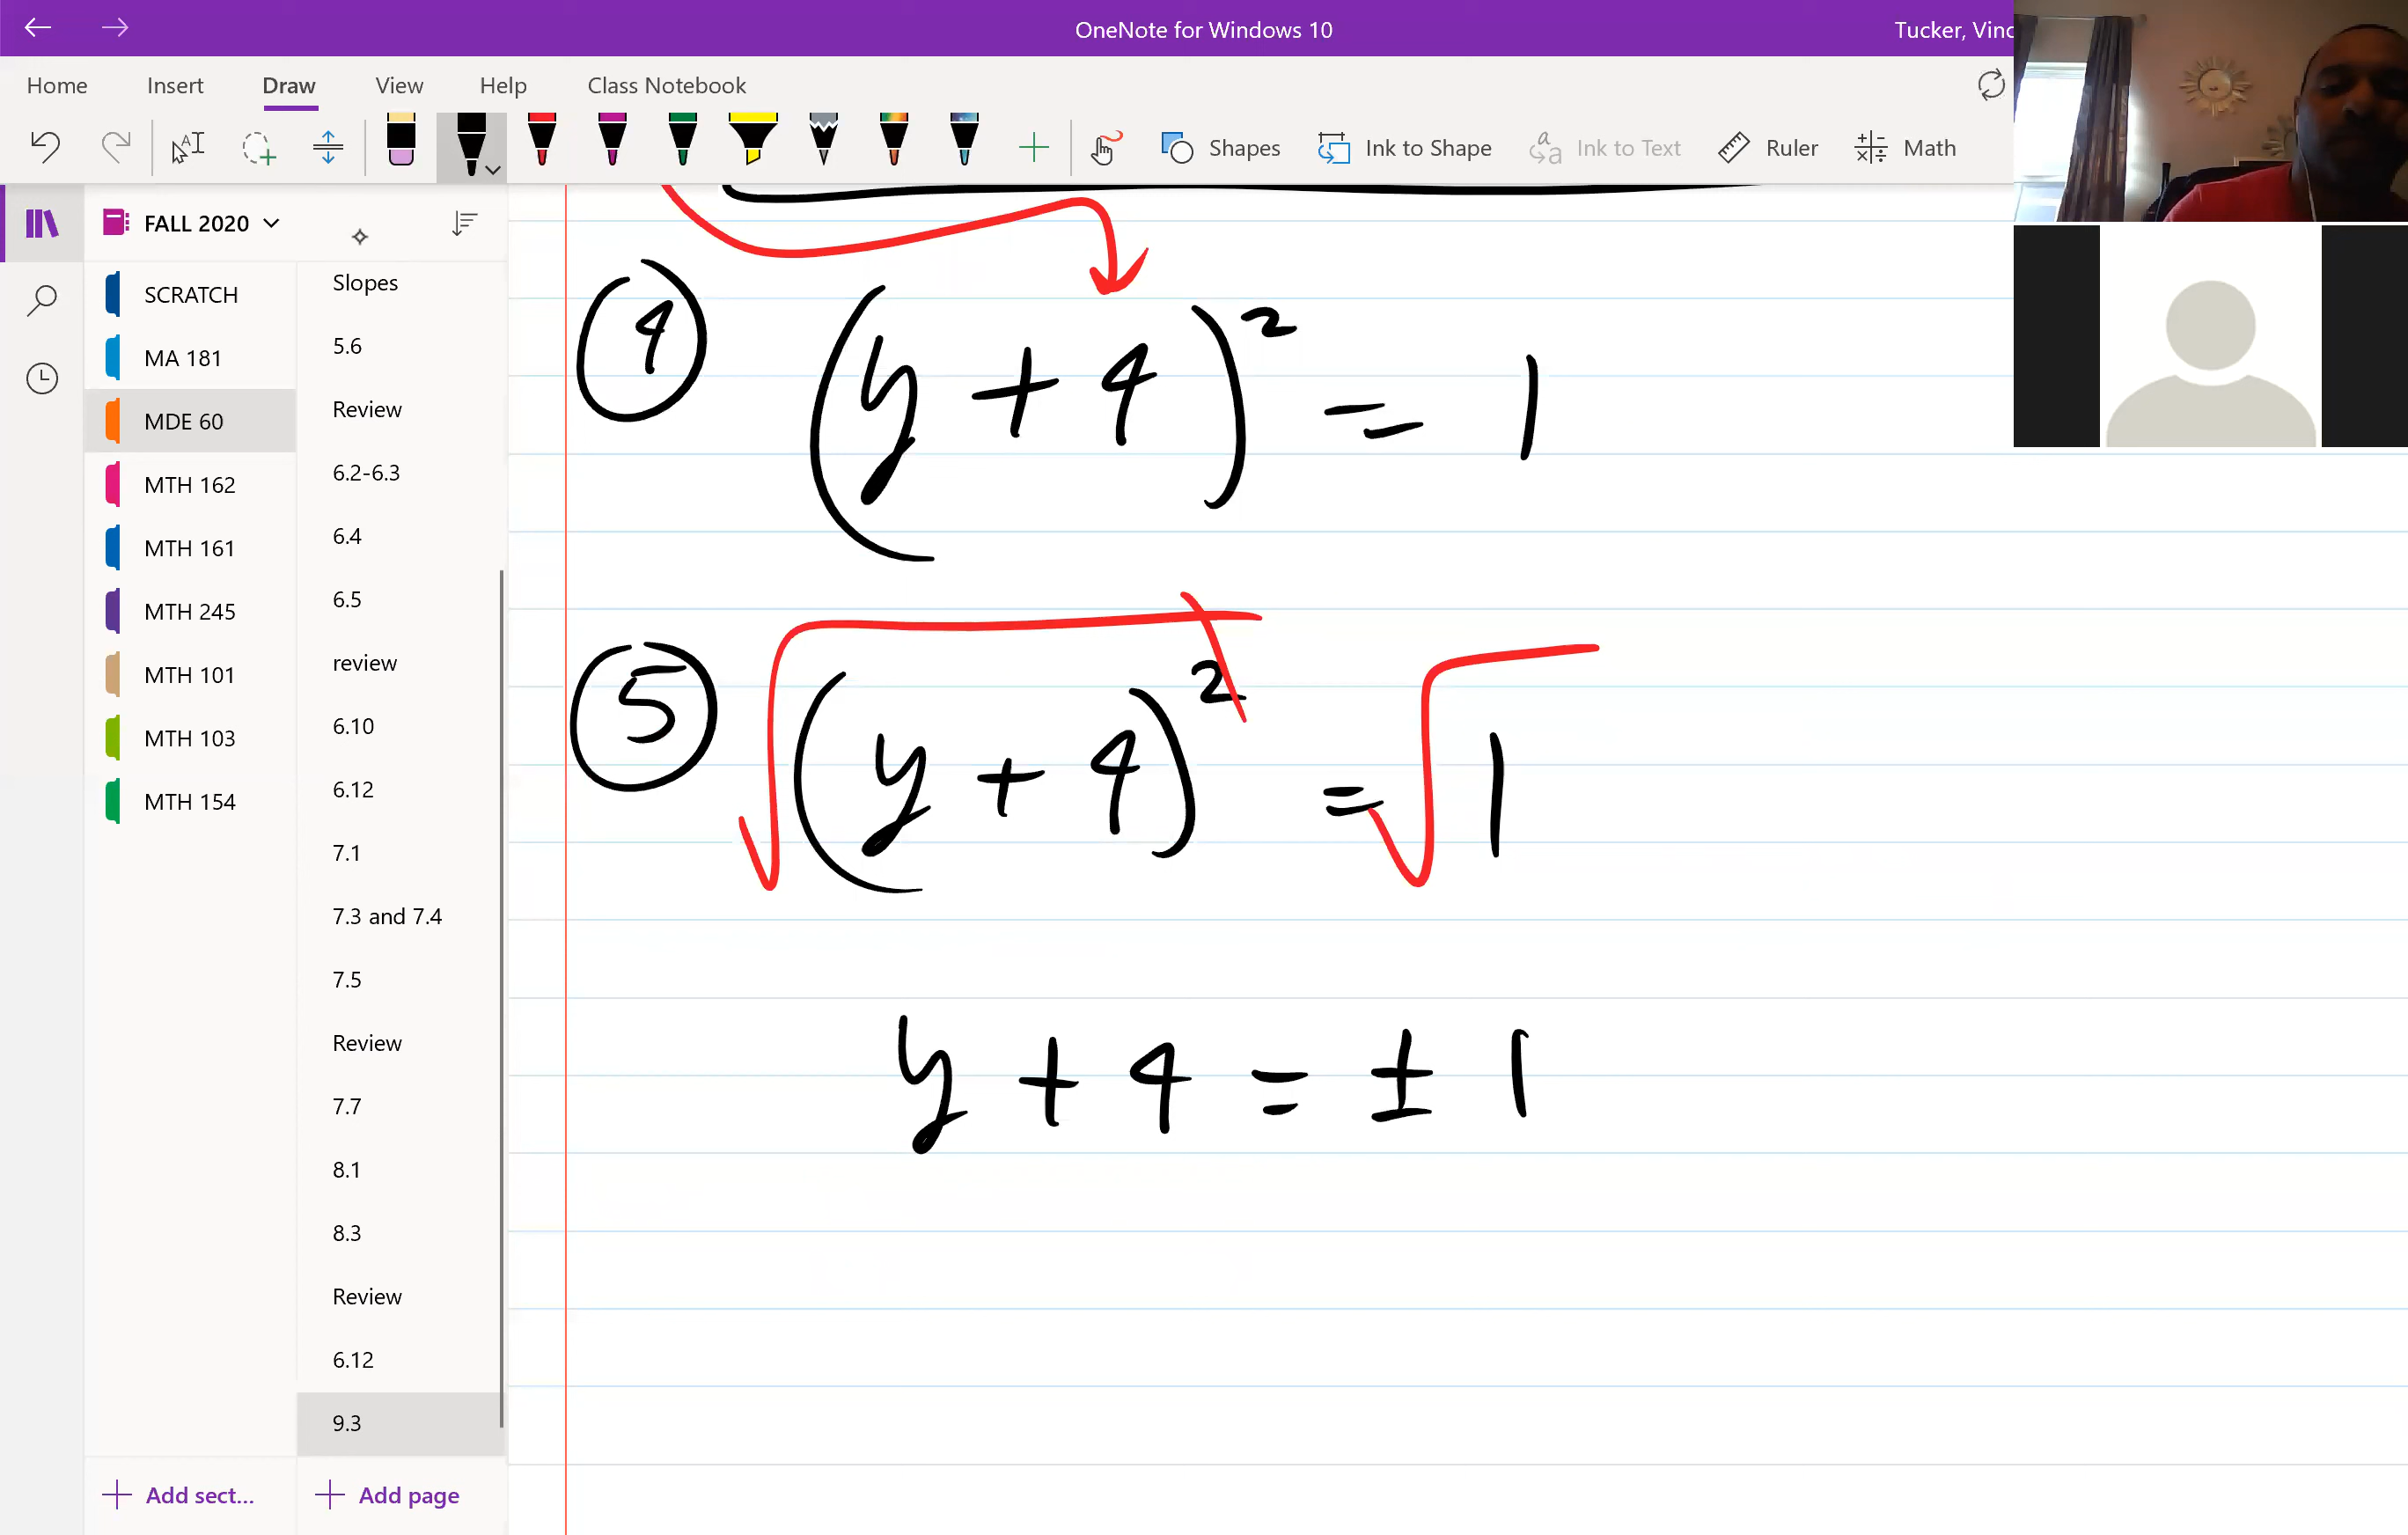 OneNote for Windows 10
Tucker, Vinc
Home Insert Draw View Help Class Notebook
Shapes Ink to Shape Ink to Text Ruler Math
FALL 2020
SCRATCH
MA 181
MDE 60
MTH 162
MTH 161
MTH 245
MTH 101
MTH 103
MTH 154
Add sect...
Slopes
5.6
Review
6.2-6.3
6.4
6.5
review
6.10
6.12
7.1
7.3 and 7.4
7.5
Review
7.7
8.1
8.3
Review
6.12
9.3
Add page
④ (y + 4)² = 1
⑤ √(y + 4)² = √1
y + 4 = ± 1